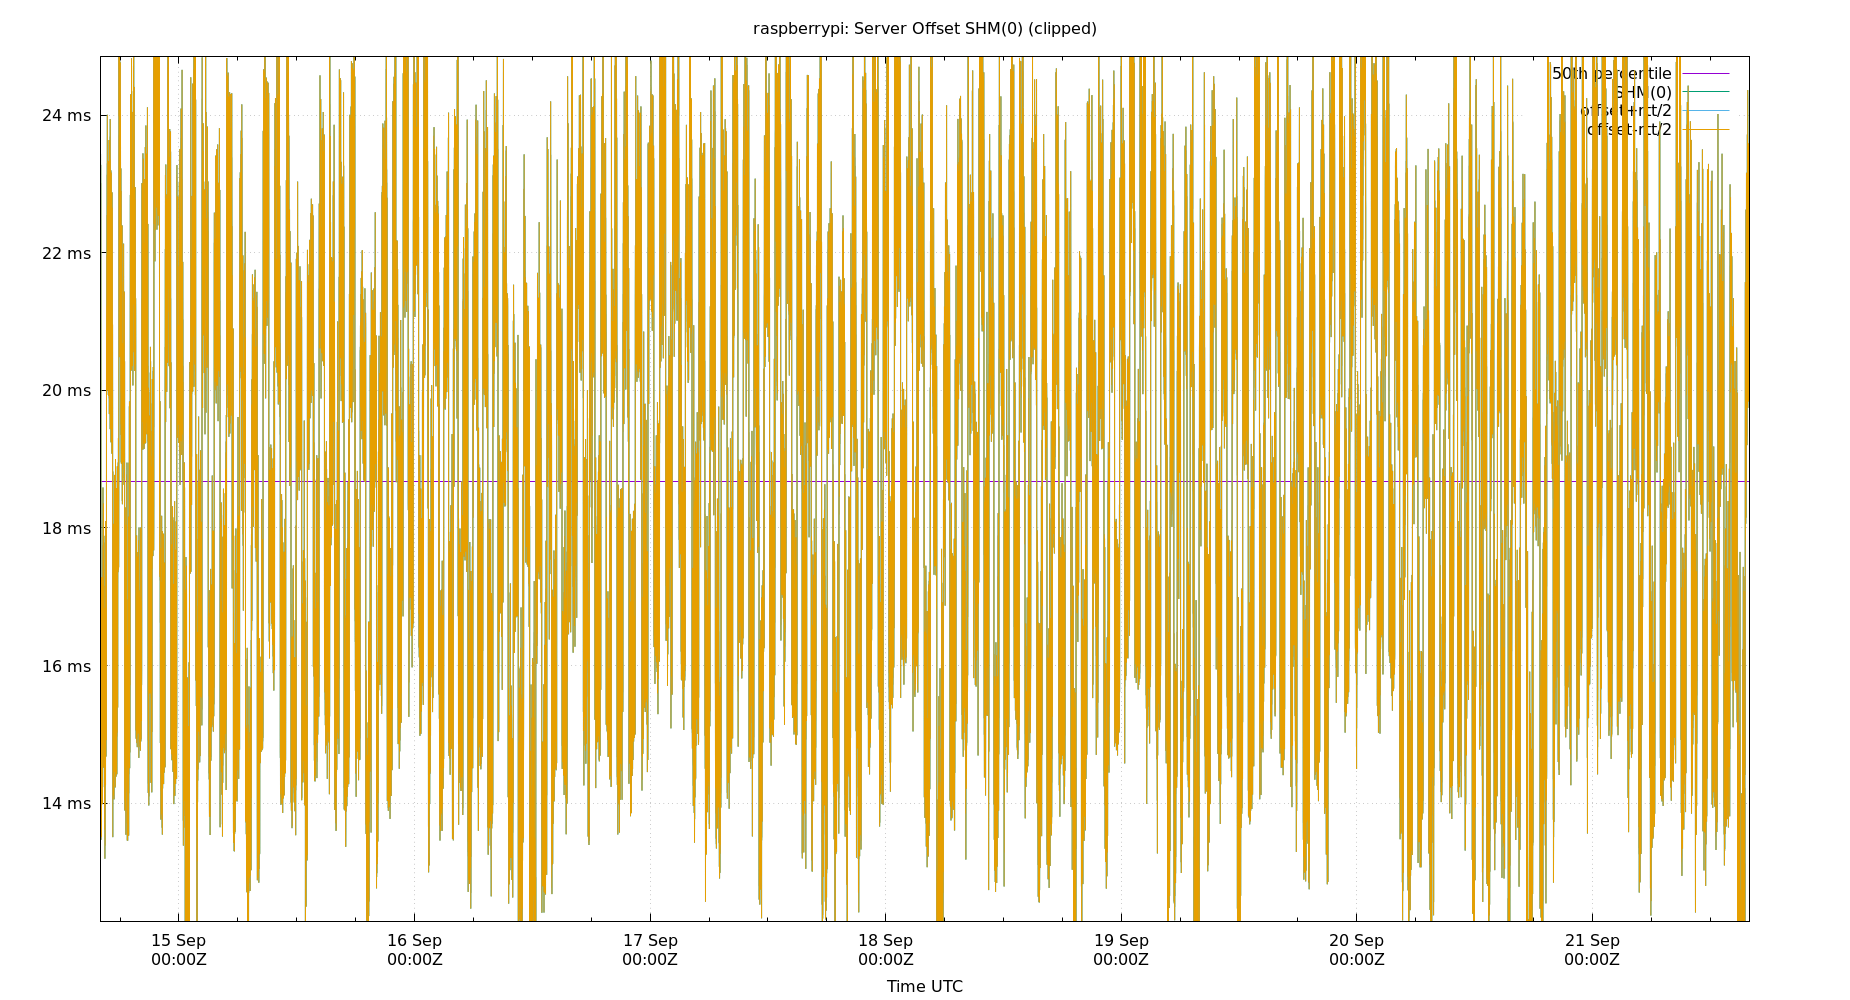 raspberrypi: Server Offset SHM(0) (clipped)
50th percentile
SHM(0)
offset+rtt/2
offset-rtt/2
24 ms
22 ms
20 ms
18 ms
16 ms
14 ms
15 Sep
00:00Z
16 Sep
00:00Z
17 Sep
00:00Z
18 Sep
00:00Z
19 Sep
00:00Z
20 Sep
00:00Z
21 Sep
00:00Z
Time UTC